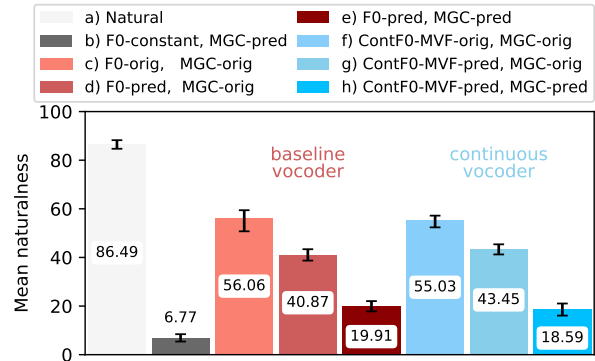 a) Natural
b) F0-constant, MGC-pred
c) F0-orig, MGC-orig
d) F0-pred, MGC-orig
e) F0-pred, MGC-pred
f) ContF0-MVF-orig, MGC-orig
g) ContF0-MVF-pred, MGC-orig
h) ContF0-MVF-pred, MGC-pred
100
80
60
40
20
0
Mean naturalness
baseline
vocoder
continuous
vocoder
86.49
6.77
56.06
40.87
19.91
55.03
43.45
18.59